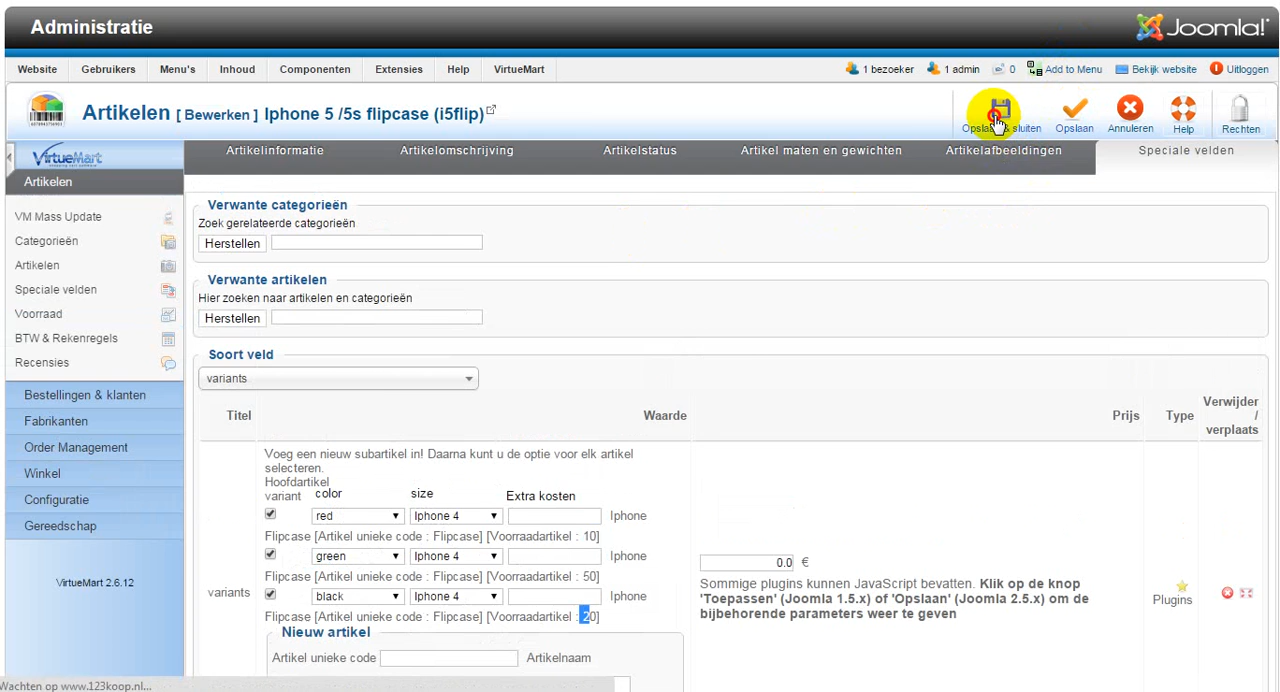 Administratie
Joomla!
Website Gebruikers Menu's Inhoud Componenten Extensies Help VirtueMart 1 bezoeker 1 admin 0 Add to Menu Bekijk website Uitloggen
Artikelen [ Bewerken ] Iphone 5 /5s flipcase (i5flip)
Opslaan & sluiten Opslaan Annuleren Help Rechten
VirtueMart
Artikelinformatie Artikelomschrijving Artikelstatus Artikel maten en gewichten Artikelafbeeldingen Speciale velden
Artikelen
VM Mass Update
Categorieën
Artikelen
Speciale velden
Voorraad
BTW & Rekenregels
Recensies
Bestellingen & klanten
Fabrikanten
Order Management
Winkel
Configuratie
Gereedschap
VirtueMart 2.6.12
Verwante categorieën
Zoek gerelateerde categorieën
Herstellen
Verwante artikelen
Hier zoeken naar artikelen en categorieën
Herstellen
Soort veld
variants
Titel Waarde Prijs Type Verwijder
/
verplaats
variants
Voeg een nieuw subartikel in! Daarna kunt u de optie voor elk artikel
selecteren.
Hoofdartikel
variant color size Extra kosten
red Iphone 4 Iphone
Flipcase [Artikel unieke code : Flipcase] [Voorraadartikel : 10]
green Iphone 4 Iphone
Flipcase [Artikel unieke code : Flipcase] [Voorraadartikel : 50]
black Iphone 4 Iphone
Flipcase [Artikel unieke code : Flipcase] [Voorraadartikel : 20]
Nieuw artikel
Artikel unieke code Artikelnaam
0.0 €
Sommige plugins kunnen JavaScript bevatten. Klik op de knop
'Toepassen' (Joomla 1.5.x) of 'Opslaan' (Joomla 2.5.x) om de
bijbehorende parameters weer te geven
Plugins
Wachten op www.123koop.nl...